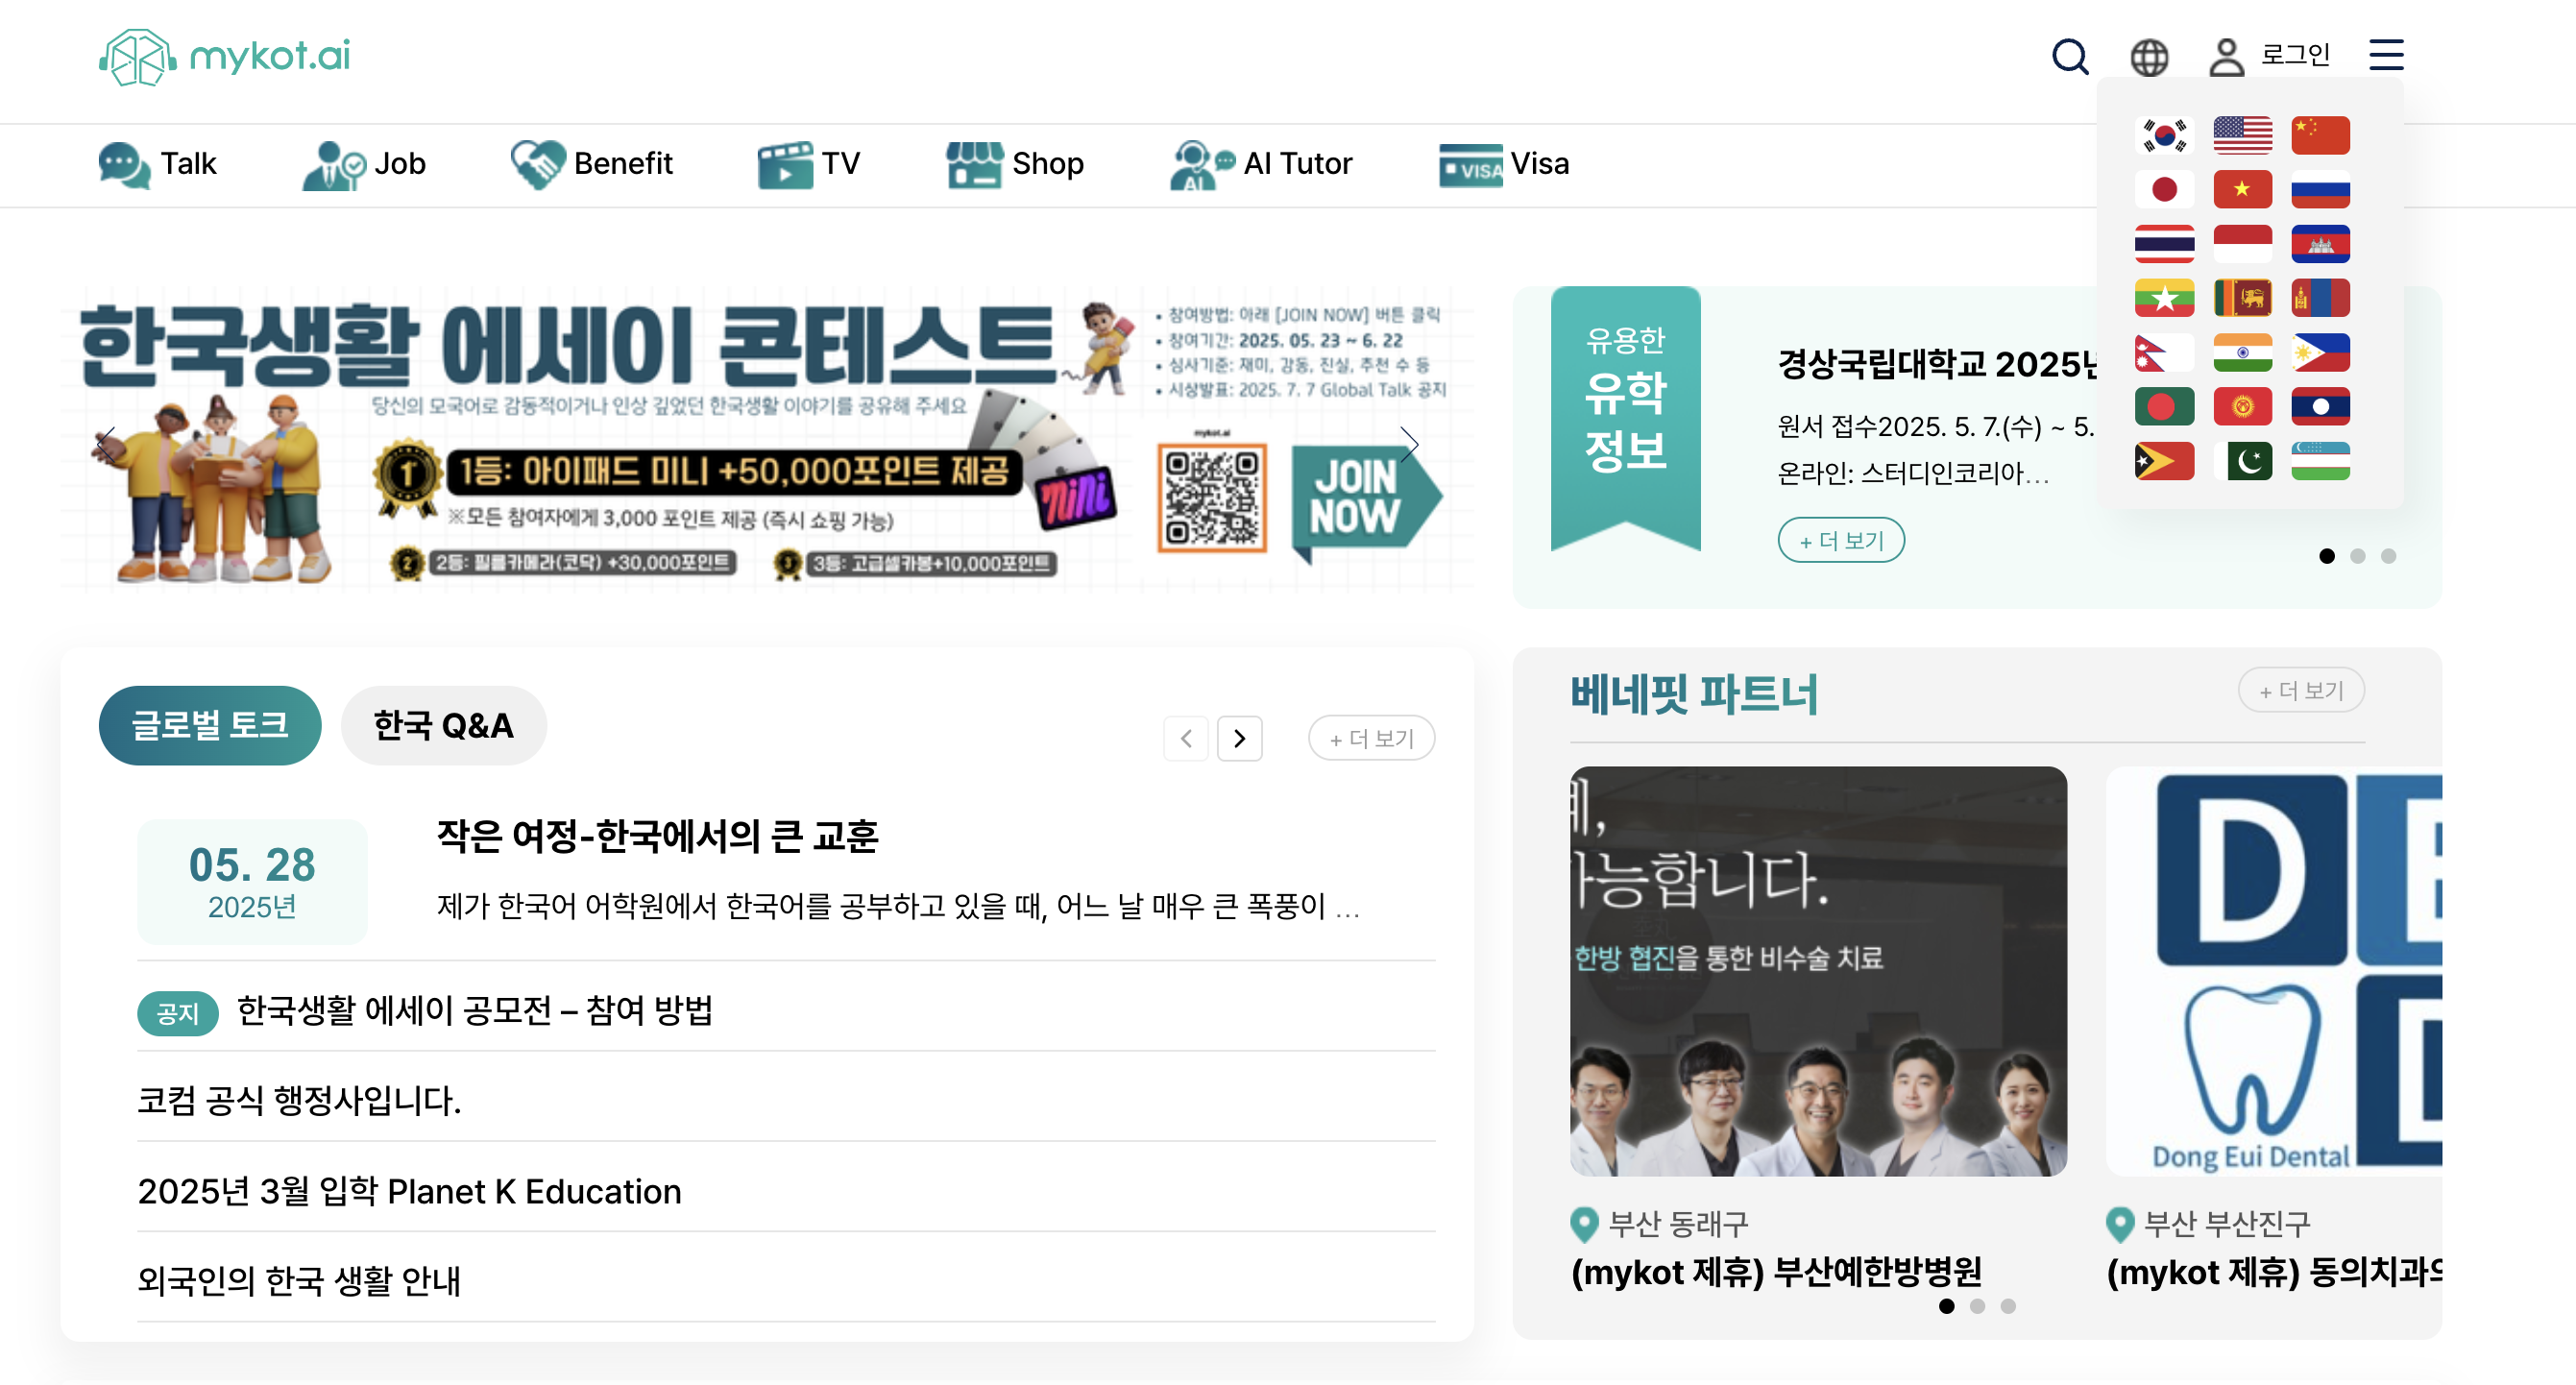 mykot.ai
로그인
Talk
Job
Benefit
TV
Shop
AI
AI Tutor
VISA
Visa
한국생활 에세이 콘테스트
• 참여방법: 아래 [JOIN NOW] 버튼 클릭
• 참여기간: 2025. 05. 23 ~ 6. 22
• 심사기준: 재미, 감동, 진실, 추천 수 등
• 시상발표: 2025. 7. 7 Global Talk 공지
당신의 모국어로 감동적이거나 인상 깊었던 한국생활 이야기를 공유해 주세요
1 1등: 아이패드 미니 +50,000포인트 제공
mini
※모든 참여자에게 3,000 포인트 제공 (즉시 쇼핑 가능)
2 2등: 필름카메라(코닥) +30,000포인트
3 3등: 고급셀카봉+10,000포인트
mykot.ai
JOIN
NOW
유용한
유학
정보
경상국립대학교 2025년
원서 접수2025. 5. 7.(수) ~ 5.
온라인: 스터디인코리아...
+ 더 보기
글로벌 토크
한국 Q&A
+ 더 보기
05. 28
2025년
작은 여정-한국에서의 큰 교훈
제가 한국어 어학원에서 한국어를 공부하고 있을 때, 어느 날 매우 큰 폭풍이 ...
공지 한국생활 에세이 공모전 – 참여 방법
코컴 공식 행정사입니다.
2025년 3월 입학 Planet K Education
외국인의 한국 생활 안내
베네핏 파트너
+ 더 보기
가능합니다.
한방 협진을 통한 비수술 치료
부산 동래구
(mykot 제휴) 부산예한방병원
D
Dong Eui Dental
부산 부산진구
(mykot 제휴) 동의치과의